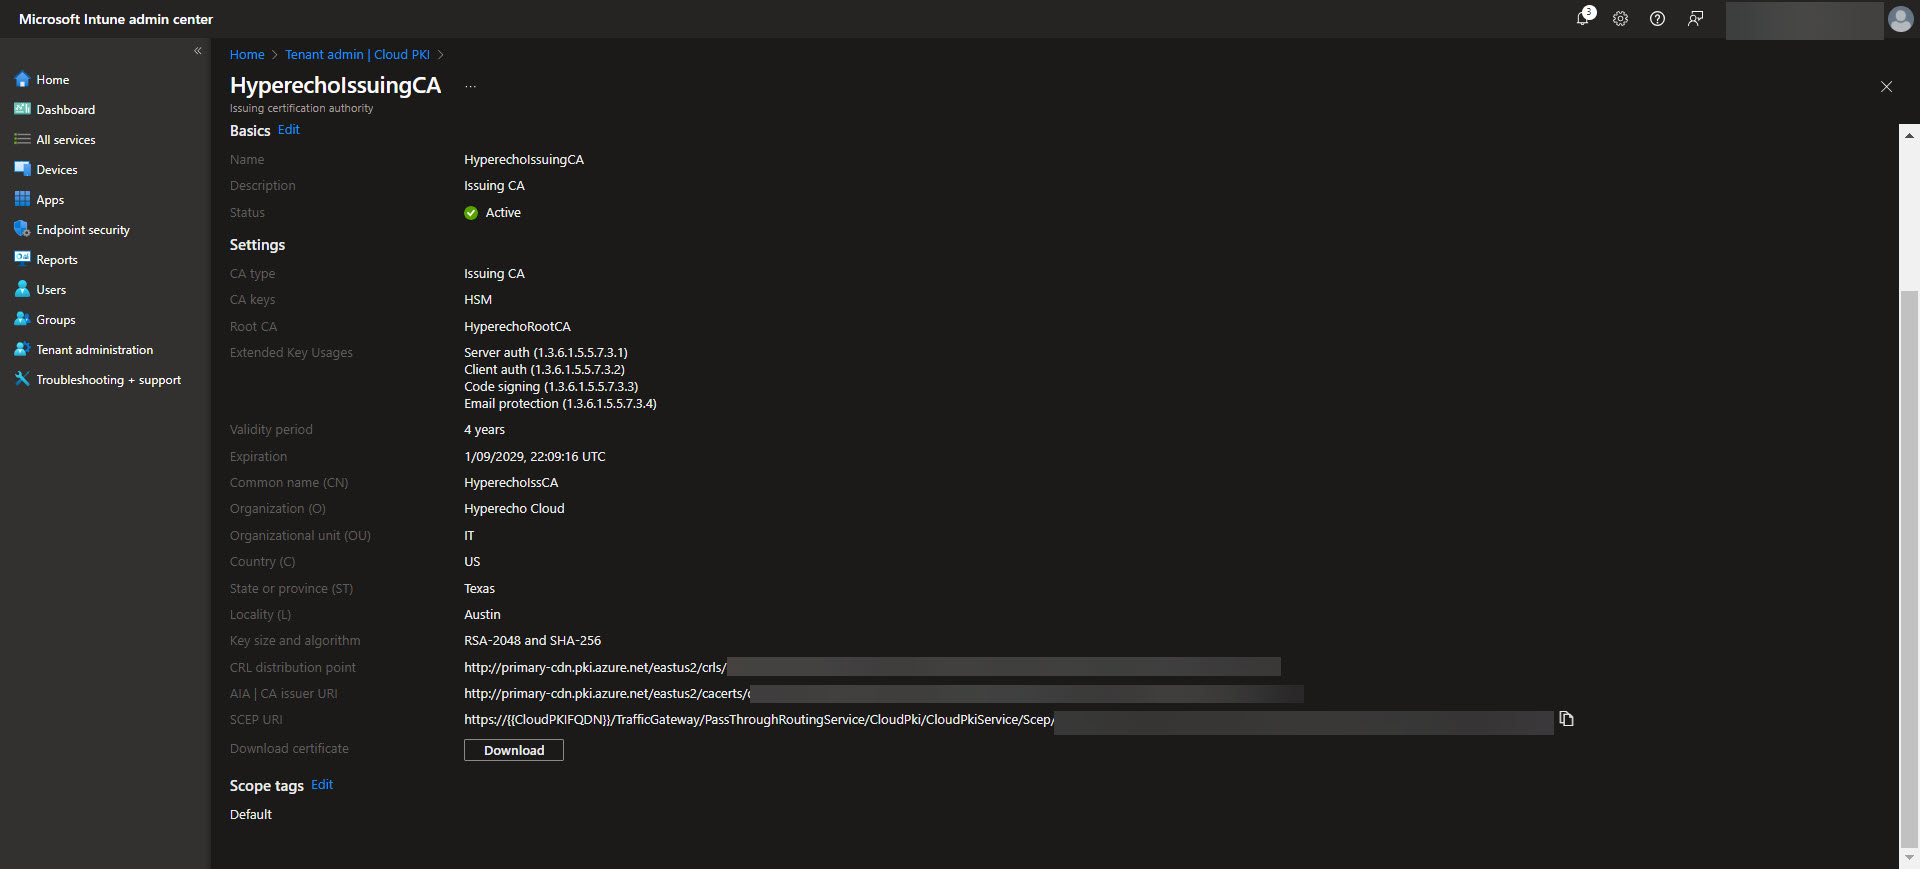 Microsoft Intune admin center
3
«
Home
Dashboard
All services
Devices
Apps
Endpoint security
Reports
Users
Groups
Tenant administration
Troubleshooting + support
Home > Tenant admin | Cloud PKI >
HyperechoIssuingCA ...
Issuing certification authority
Basics Edit
Name HyperechoIssuingCA
Description Issuing CA
Status Active
Settings
CA type Issuing CA
CA keys HSM
Root CA HyperechoRootCA
Extended Key Usages Server auth (1.3.6.1.5.5.7.3.1)
Client auth (1.3.6.1.5.5.7.3.2)
Code signing (1.3.6.1.5.5.7.3.3)
Email protection (1.3.6.1.5.5.7.3.4)
Validity period 4 years
Expiration 1/09/2029, 22:09:16 UTC
Common name (CN) HyperechoIssCA
Organization (O) Hyperecho Cloud
Organizational unit (OU) IT
Country (C) US
State or province (ST) Texas
Locality (L) Austin
Key size and algorithm RSA-2048 and SHA-256
CRL distribution point http://primary-cdn.pki.azure.net/eastus2/crls/
AIA | CA issuer URI http://primary-cdn.pki.azure.net/eastus2/cacerts/
SCEP URI https://{{CloudPKIFQDN}}/TrafficGateway/PassThroughRoutingService/CloudPki/CloudPkiService/Scep/
Download certificate Download
Scope tags Edit
Default